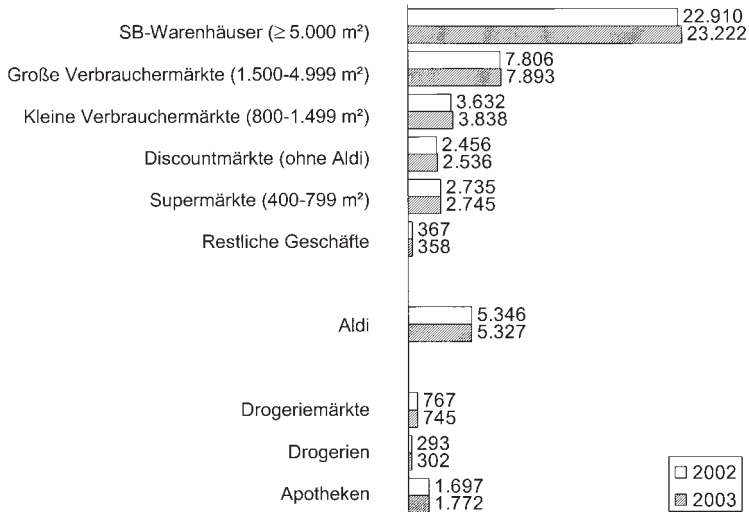 SB-Warenhäuser (≥ 5.000 m²)
22.910
23.222
Große Verbrauchermärkte (1.500-4.999 m²)
7.806
7.893
Kleine Verbrauchermärkte (800-1.499 m²)
3.632
3.838
Discountmärkte (ohne Aldi)
2.456
2.536
Supermärkte (400-799 m²)
2.735
2.745
Restliche Geschäfte
367
358
Aldi
5.346
5.327
Drogeriemärkte
767
745
Drogerien
293
302
Apotheken
1.697
1.772
2002
2003